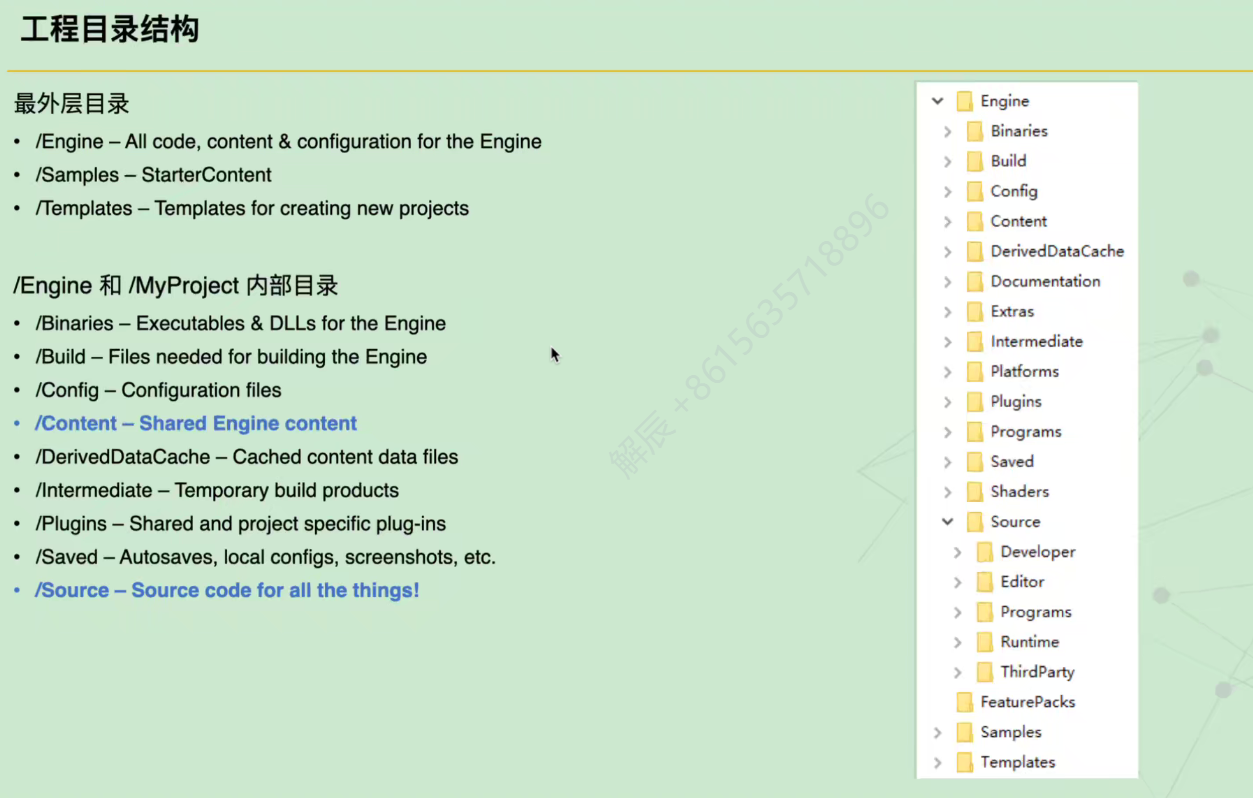 工程目录结构
最外层目录
• /Engine – All code, content & configuration for the Engine
• /Samples – StarterContent
• /Templates – Templates for creating new projects
/Engine 和 /MyProject 内部目录
• /Binaries – Executables & DLLs for the Engine
• /Build – Files needed for building the Engine
• /Config – Configuration files
• /Content – Shared Engine content
• /DerivedDataCache – Cached content data files
• /Intermediate – Temporary build products
• /Plugins – Shared and project specific plug-ins
• /Saved – Autosaves, local configs, screenshots, etc.
• /Source – Source code for all the things!
解辰 +8615635718896
Engine
Binaries
Build
Config
Content
DerivedDataCache
Documentation
Extras
Intermediate
Platforms
Plugins
Programs
Saved
Shaders
Source
Developer
Editor
Programs
Runtime
ThirdParty
FeaturePacks
Samples
Templates